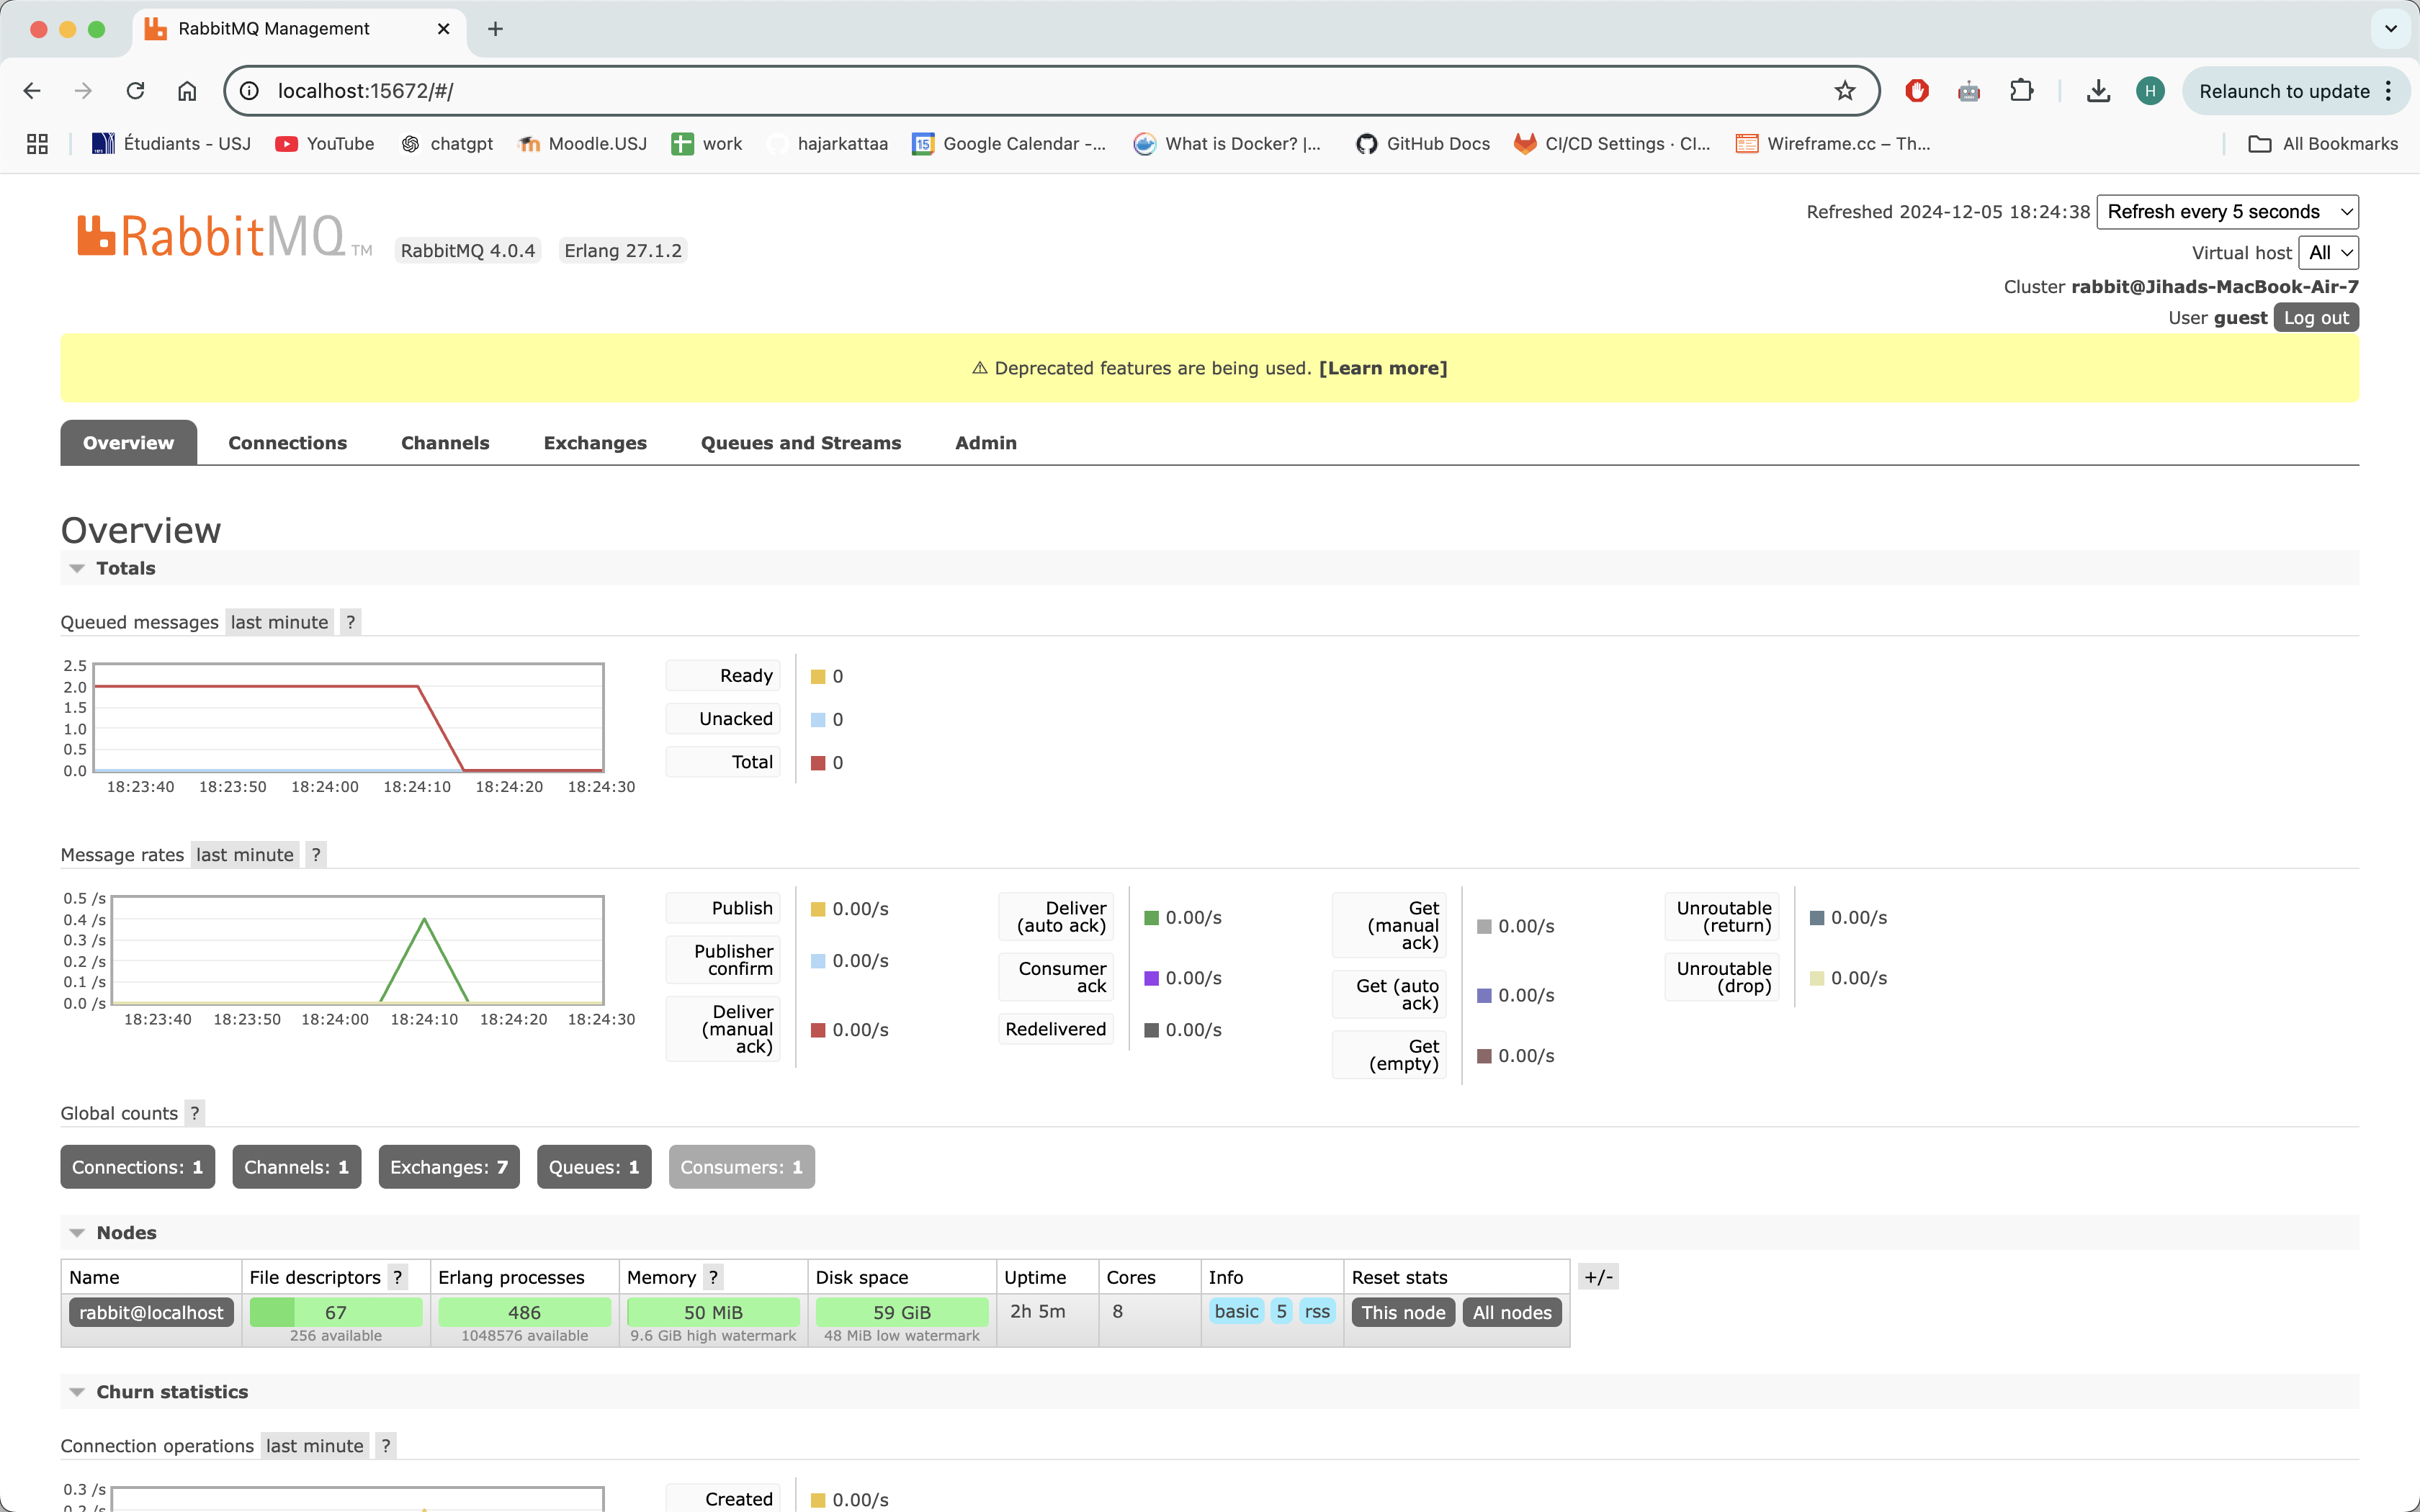 RabbitMQ Management
localhost:15672/#/
Relaunch to update
H
Étudiants - USJ
YouTube
chatgpt
Moodle.USJ
work
hajarkattaa
15
Google Calendar -...
What is Docker? |...
GitHub Docs
CI/CD Settings · CI...
Wireframe.cc – Th...
All Bookmarks
RabbitMQ TM
RabbitMQ 4.0.4
Erlang 27.1.2
Refreshed 2024-12-05 18:24:38
Refresh every 5 seconds
Virtual host
All
Cluster rabbit@Jihads-MacBook-Air-7
User guest
Log out
⚠ Deprecated features are being used. [Learn more]
Overview
Connections
Channels
Exchanges
Queues and Streams
Admin
Overview
Totals
Queued messages last minute ?
2.5
2.0
1.5
1.0
0.5
0.0
18:23:40
18:23:50
18:24:00
18:24:10
18:24:20
18:24:30
Ready
0
Unacked
0
Total
0
Message rates last minute ?
0.5 /s
0.4 /s
0.3 /s
0.2 /s
0.1 /s
0.0 /s
18:23:40
18:23:50
18:24:00
18:24:10
18:24:20
18:24:30
Publish
0.00/s
Publisher
confirm
0.00/s
Deliver
(manual
ack)
0.00/s
Deliver
(auto ack)
0.00/s
Consumer
ack
0.00/s
Redelivered
0.00/s
Get
(manual
ack)
0.00/s
Get (auto
ack)
0.00/s
Get
(empty)
0.00/s
Unroutable
(return)
0.00/s
Unroutable
(drop)
0.00/s
Global counts ?
Connections: 1
Channels: 1
Exchanges: 7
Queues: 1
Consumers: 1
Nodes
Name
File descriptors ?
Erlang processes
Memory ?
Disk space
Uptime
Cores
Info
Reset stats
+/-
rabbit@localhost
67
256 available
486
1048576 available
50 MiB
9.6 GiB high watermark
59 GiB
48 MiB low watermark
2h 5m
8
basic
5
rss
This node
All nodes
Churn statistics
Connection operations last minute ?
0.3 /s
0.2 /s
Created
0.00/s